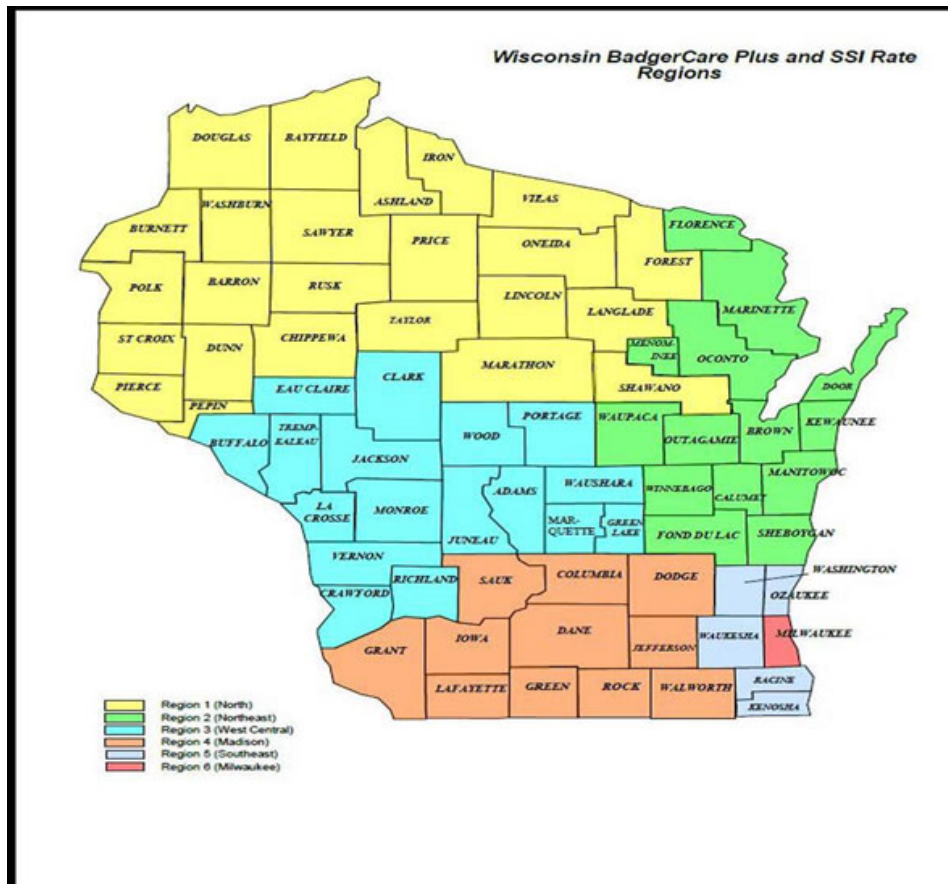 Wisconsin BadgerCare Plus and SSI Rate
Regions
DOUGLAS
BAYFIELD
IRON
ASHLAND
VILAS
WASHBURN
BURNETT
SAWYER
PRICE
ONEIDA
FLORENCE
FOREST
POLK
BARRON
RUSK
LINCOLN
LANGLADE
MARINETTE
TAYLOR
ST CROIX
DUNN
CHIPPEWA
MENOM-
INEE
OCONTO
CLARK
MARATHON
PIERCE
EAU CLAIRE
SHAWANO
DOOR
PEPIN
BUFFALO
TREMP-
EALEAU
WOOD
PORTAGE
WAUPACA
OUTAGAMIE
BROWN
KEWAUNEE
JACKSON
ADAMS
WAUSHARA
WINNEBAGO
CALUMET
MANITOWOC
LA
CROSSE
MONROE
JUNEAU
MAR-
QUETTE
GREEN
LAKE
FOND DU LAC
SHEBOYGAN
VERNON
CRAWFORD
RICHLAND
SAUK
COLUMBIA
DODGE
WASHINGTON
OZAUKEE
GRANT
IOWA
DANE
JEFFERSON
WAUKESHA
MILWAUKEE
LAFAYETTE
GREEN
ROCK
WALWORTH
RACINE
KENOSHA
Region 1 (North)
Region 2 (Northeast)
Region 3 (West Central)
Region 4 (Madison)
Region 5 (Southeast)
Region 6 (Milwaukee)